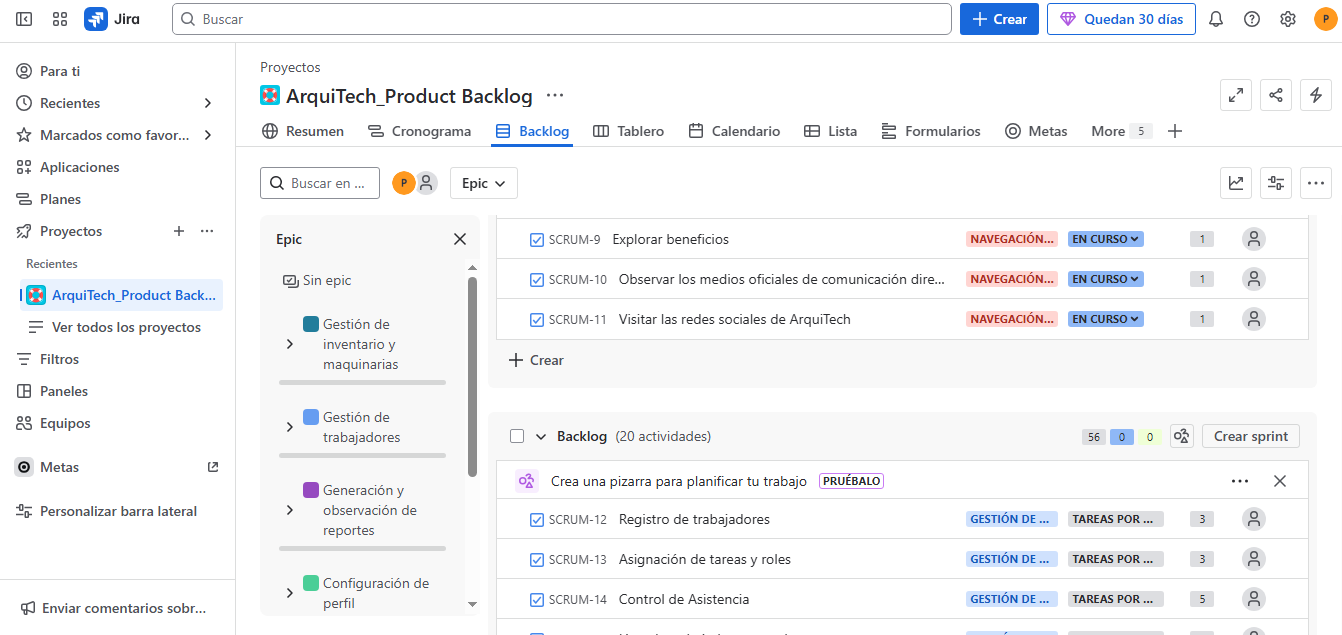 Jira
Buscar
Crear
Quedan 30 días
P
Para ti
Recientes
Marcados como favor...
Aplicaciones
Planes
Proyectos
Recientes
ArquiTech_Product Back...
Ver todos los proyectos
Filtros
Paneles
Equipos
Metas
Personalizar barra lateral
Enviar comentarios sobr...
Proyectos
ArquiTech_Product Backlog
Resumen Cronograma Backlog Tablero Calendario Lista Formularios Metas More 5
Buscar en ... P Epic
Epic
Sin epic
Gestión de
inventario y
maquinarias
Gestión de
trabajadores
Generación y
observación de
reportes
Configuración de
perfil
SCRUM-9 Explorar beneficios NAVEGACIÓN... EN CURSO 1
SCRUM-10 Observar los medios oficiales de comunicación dire... NAVEGACIÓN... EN CURSO 1
SCRUM-11 Visitar las redes sociales de ArquiTech NAVEGACIÓN... EN CURSO 1
Crear
Backlog (20 actividades) 56 0 0 Crear sprint
Crea una pizarra para planificar tu trabajo PRUÉBALO
SCRUM-12 Registro de trabajadores GESTIÓN DE ... TAREAS POR ... 3
SCRUM-13 Asignación de tareas y roles GESTIÓN DE ... TAREAS POR ... 3
SCRUM-14 Control de Asistencia GESTIÓN DE ... TAREAS POR ... 5